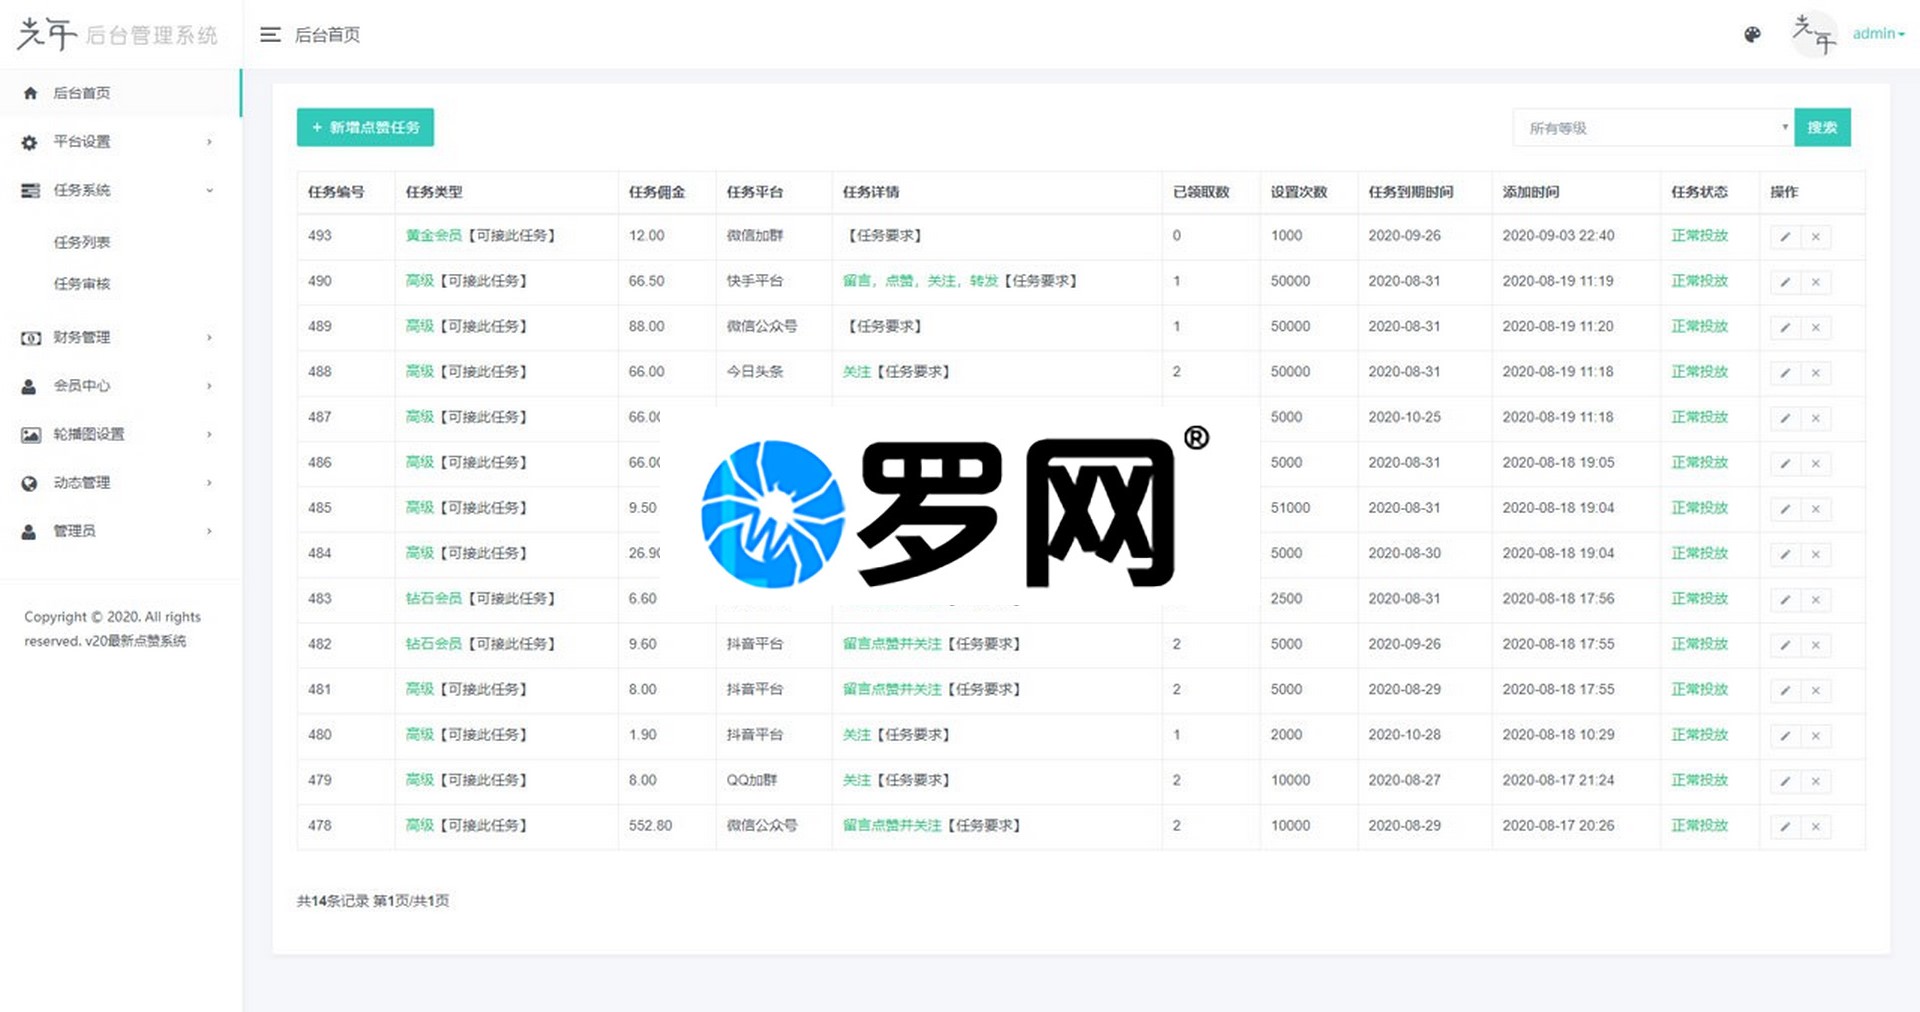 光年 后台管理系统
后台首页
admin
后台首页
平台设置
任务系统
任务列表
任务审核
财务管理
会员中心
轮播图设置
动态管理
管理员
Copyright © 2020. All rights
reserved. v20最新点赞系统
+ 新增点赞任务
所有等级
搜索
任务编号 任务类型 任务佣金 任务平台 任务详情 已领取数 设置次数 任务到期时间 添加时间 任务状态 操作
493 黄金会员【可接此任务】 12.00 微信加群 【任务要求】 0 1000 2020-09-26 2020-09-03 22:40 正常投放
490 高级【可接此任务】 66.50 快手平台 留言，点赞，关注，转发【任务要求】 1 50000 2020-08-31 2020-08-19 11:19 正常投放
489 高级【可接此任务】 88.00 微信公众号 【任务要求】 1 50000 2020-08-31 2020-08-19 11:20 正常投放
488 高级【可接此任务】 66.00 今日头条 关注【任务要求】 2 50000 2020-08-31 2020-08-19 11:18 正常投放
487 高级【可接此任务】 66.00 5000 2020-10-25 2020-08-19 11:18 正常投放
486 高级【可接此任务】 66.00 5000 2020-08-31 2020-08-18 19:05 正常投放
485 高级【可接此任务】 9.50 51000 2020-08-31 2020-08-18 19:04 正常投放
484 高级【可接此任务】 26.90 5000 2020-08-30 2020-08-18 19:04 正常投放
483 钻石会员【可接此任务】 6.60 2500 2020-08-31 2020-08-18 17:56 正常投放
482 钻石会员【可接此任务】 9.60 抖音平台 留言点赞并关注【任务要求】 2 5000 2020-09-26 2020-08-18 17:55 正常投放
481 高级【可接此任务】 8.00 抖音平台 留言点赞并关注【任务要求】 2 5000 2020-08-29 2020-08-18 17:55 正常投放
480 高级【可接此任务】 1.90 抖音平台 关注【任务要求】 1 2000 2020-10-28 2020-08-18 10:29 正常投放
479 高级【可接此任务】 8.00 QQ加群 关注【任务要求】 2 10000 2020-08-27 2020-08-17 21:24 正常投放
478 高级【可接此任务】 552.80 微信公众号 留言点赞并关注【任务要求】 2 10000 2020-08-29 2020-08-17 20:26 正常投放
罗网®
共14条记录 第1页/共1页